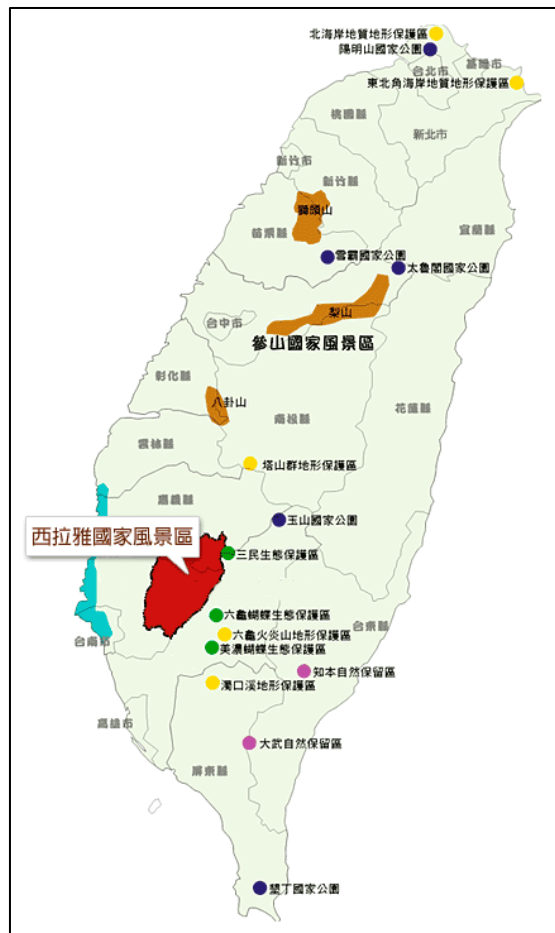 北海岸地質地形保護區
陽明山國家公園
基隆市
台北市
東北角海岸地質地形保護區
桃園縣
新北市
新竹市
新竹縣
獅頭山
苗栗縣
宜蘭縣
雪霸國家公園
太魯閣國家公園
梨山
台中市
參山國家風景區
彰化縣
八卦山
花蓮縣
南投縣
雲林縣
塔山群地形保護區
嘉義縣
玉山國家公園
西拉雅國家風景區
三民生態保護區
六龜蝴蝶生態保護區
台東縣
六龜火炎山地形保護區
台南市
美濃蝴蝶生態保護區
知本自然保留區
濁口溪地形保護區
高雄市
大武自然保留區
屏東縣
墾丁國家公園